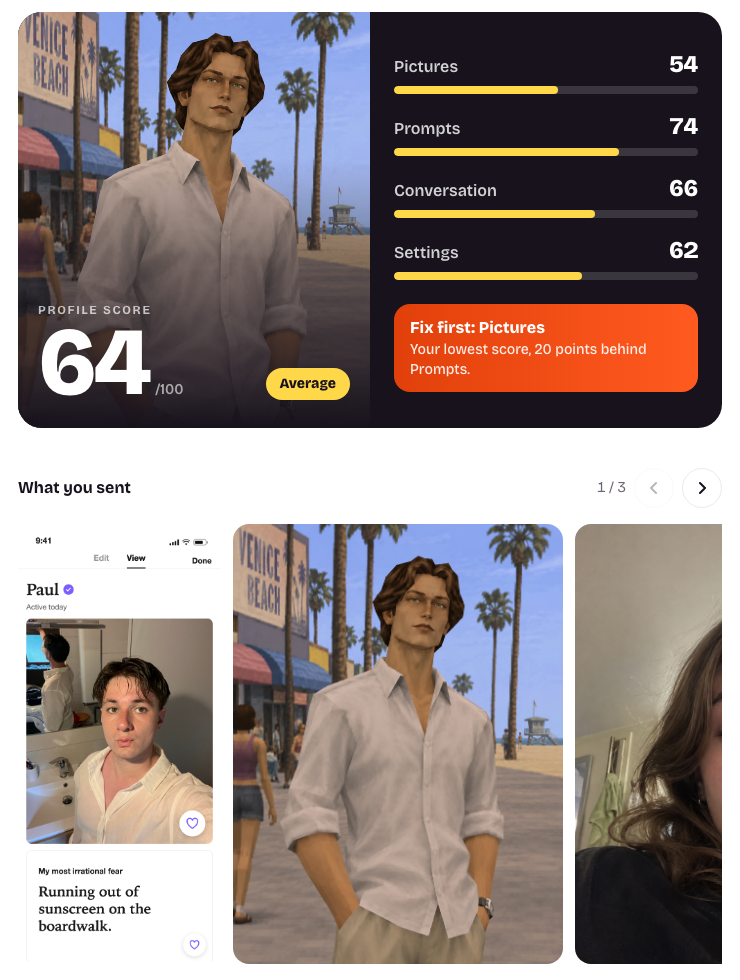 VENICE
BEACH
PROFILE SCORE
64 /100
Average
Pictures 54
Prompts 74
Conversation 66
Settings 62
Fix first: Pictures
Your lowest score, 20 points behind
Prompts.
What you sent
1 / 3
9:41
Edit View Done
Paul
Active today
My most irrational fear
Running out of
sunscreen on the
boardwalk.
VENICE
BEACH